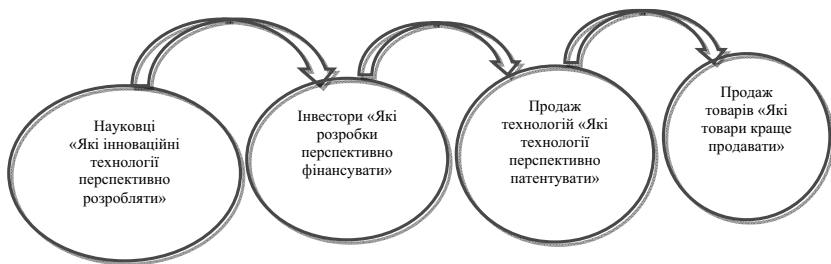 Науковці
«Які інноваційні
технології
перспективно
розробляти»
Інвестори «Які
розробки
перспективно
фінансувати»
Продаж
технологій «Які
технології
перспективно
патентувати»
Продаж
товарів «Які
товари краще
продавати»